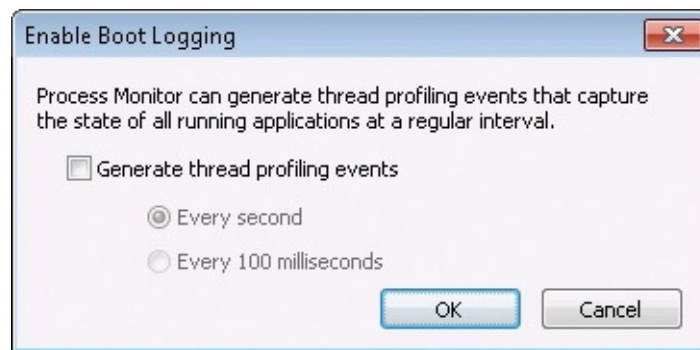 Enable Boot Logging
Process Monitor can generate thread profiling events that capture
the state of all running applications at a regular interval.
Generate thread profiling events
Every second
Every 100 milliseconds
OK
Cancel